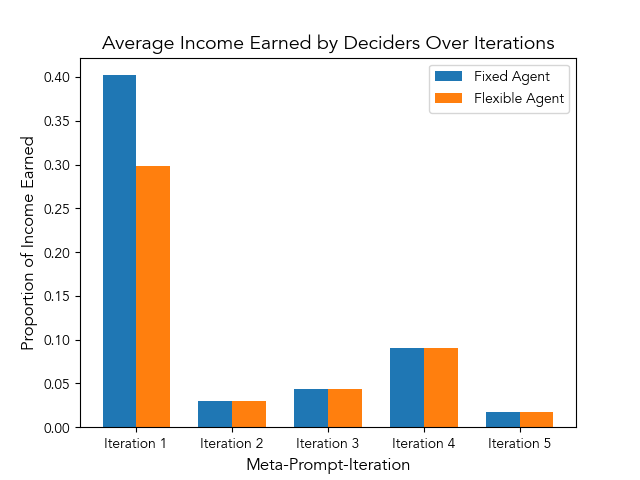 Average Income Earned by Deciders Over Iterations
Fixed Agent
Flexible Agent
Proportion of Income Earned
0.40
0.35
0.30
0.25
0.20
0.15
0.10
0.05
0.00
Iteration 1 Iteration 2 Iteration 3 Iteration 4 Iteration 5
Meta-Prompt-Iteration